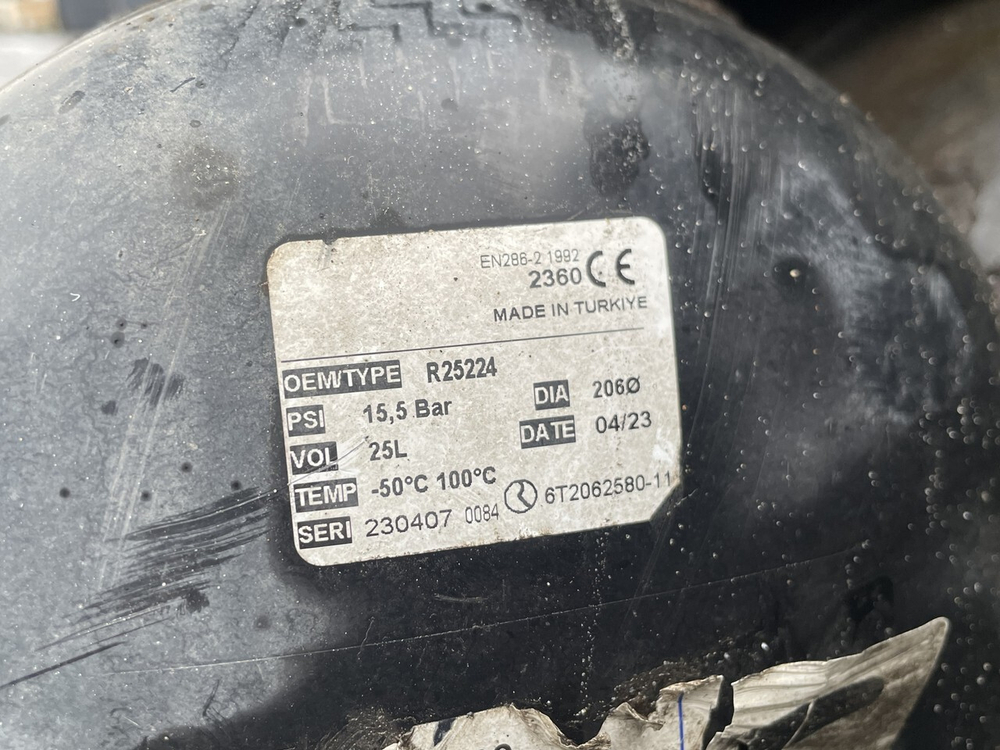 EN286-2 1992
2360 CE
MADE IN TURKIYE
OEM/TYPE R25224
PSI 15,5 Bar DIA 206Ø
VOL 25L DATE 04/23
TEMP -50°C 100°C
SERI 230407 0084 6T2062580-11